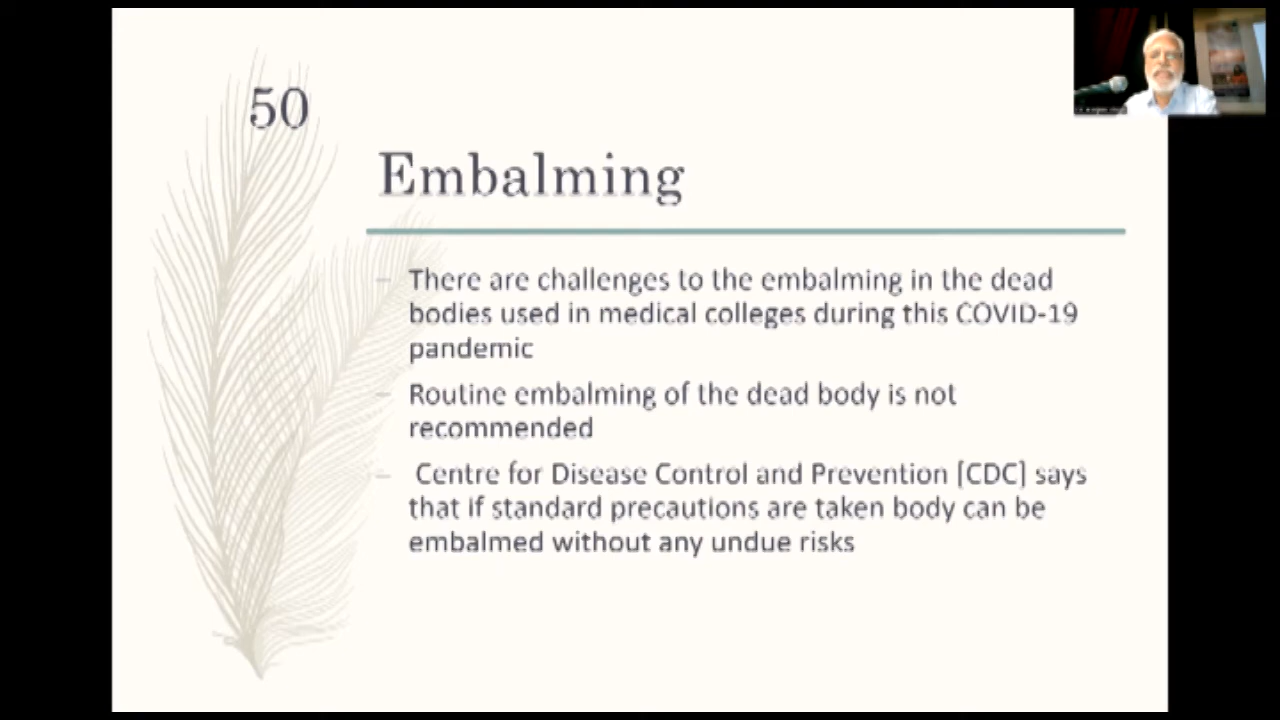 50
Embalming
– There are challenges to the embalming in the dead
bodies used in medical colleges during this COVID-19
pandemic
– Routine embalming of the dead body is not
recommended
– Centre for Disease Control and Prevention [CDC] says
that if standard precautions are taken body can be
embalmed without any undue risks